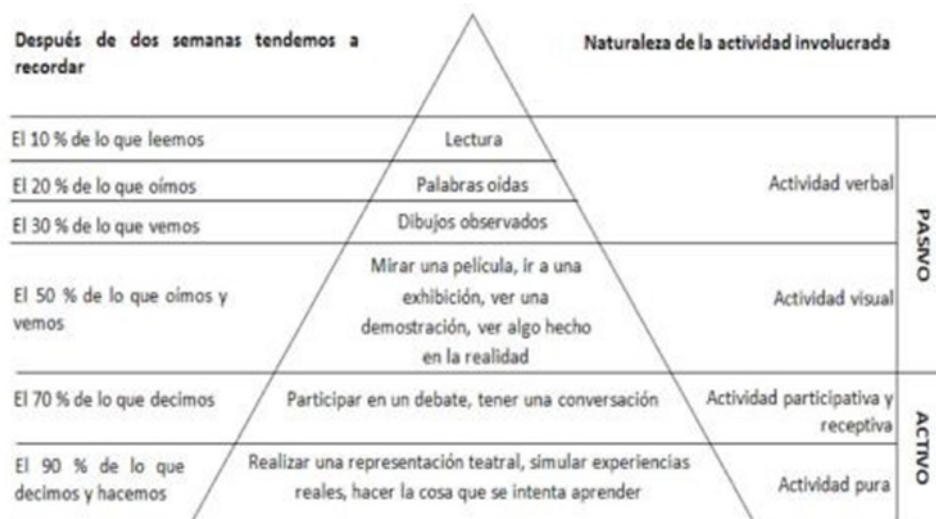 Después de dos semanas tendemos a
recordar
Naturaleza de la actividad involucrada
El 10 % de lo que leemos
Lectura
El 20 % de lo que oímos
Palabras oídas
Actividad verbal
El 30 % de lo que vemos
Dibujos observados
PASIVO
El 50 % de lo que oímos y
vemos
Mirar una película, ir a una
exhibición, ver una
demostración, ver algo hecho
en la realidad
Actividad visual
El 70 % de lo que decimos
Participar en un debate, tener una conversación
Actividad participativa y
receptiva
ACTIVO
El 90 % de lo que
decimos y hacemos
Realizar una representación teatral, simular experiencias
reales, hacer la cosa que se intenta aprender
Actividad pura